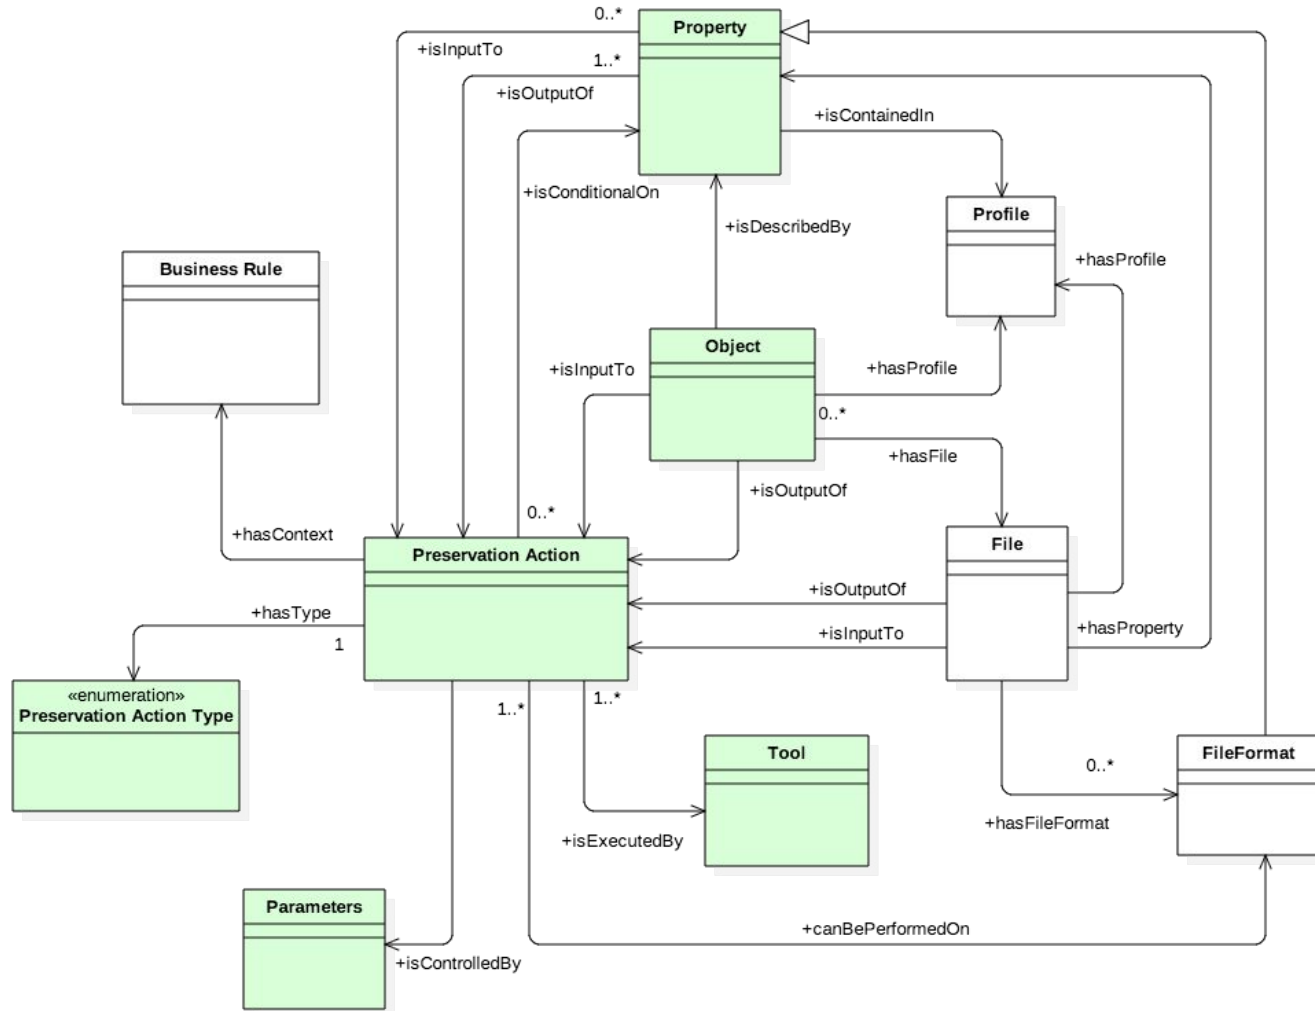 0..*
Property
+isInputTo
1..*
+isOutputOf
+isContainedIn
+isConditionalOn
Profile
+isDescribedBy
+hasProfile
Business Rule
Object
+isInputTo
+hasProfile
0..*
+hasFile
+isOutputOf
0..*
+hasContext
Preservation Action
File
+isOutputOf
+hasType
+isInputTo
+hasProperty
1
«enumeration»
Preservation Action Type
1..*
1..*
Tool
FileFormat
0..*
+hasFileFormat
+isExecutedBy
Parameters
+canBePerformedOn
+isControlledBy